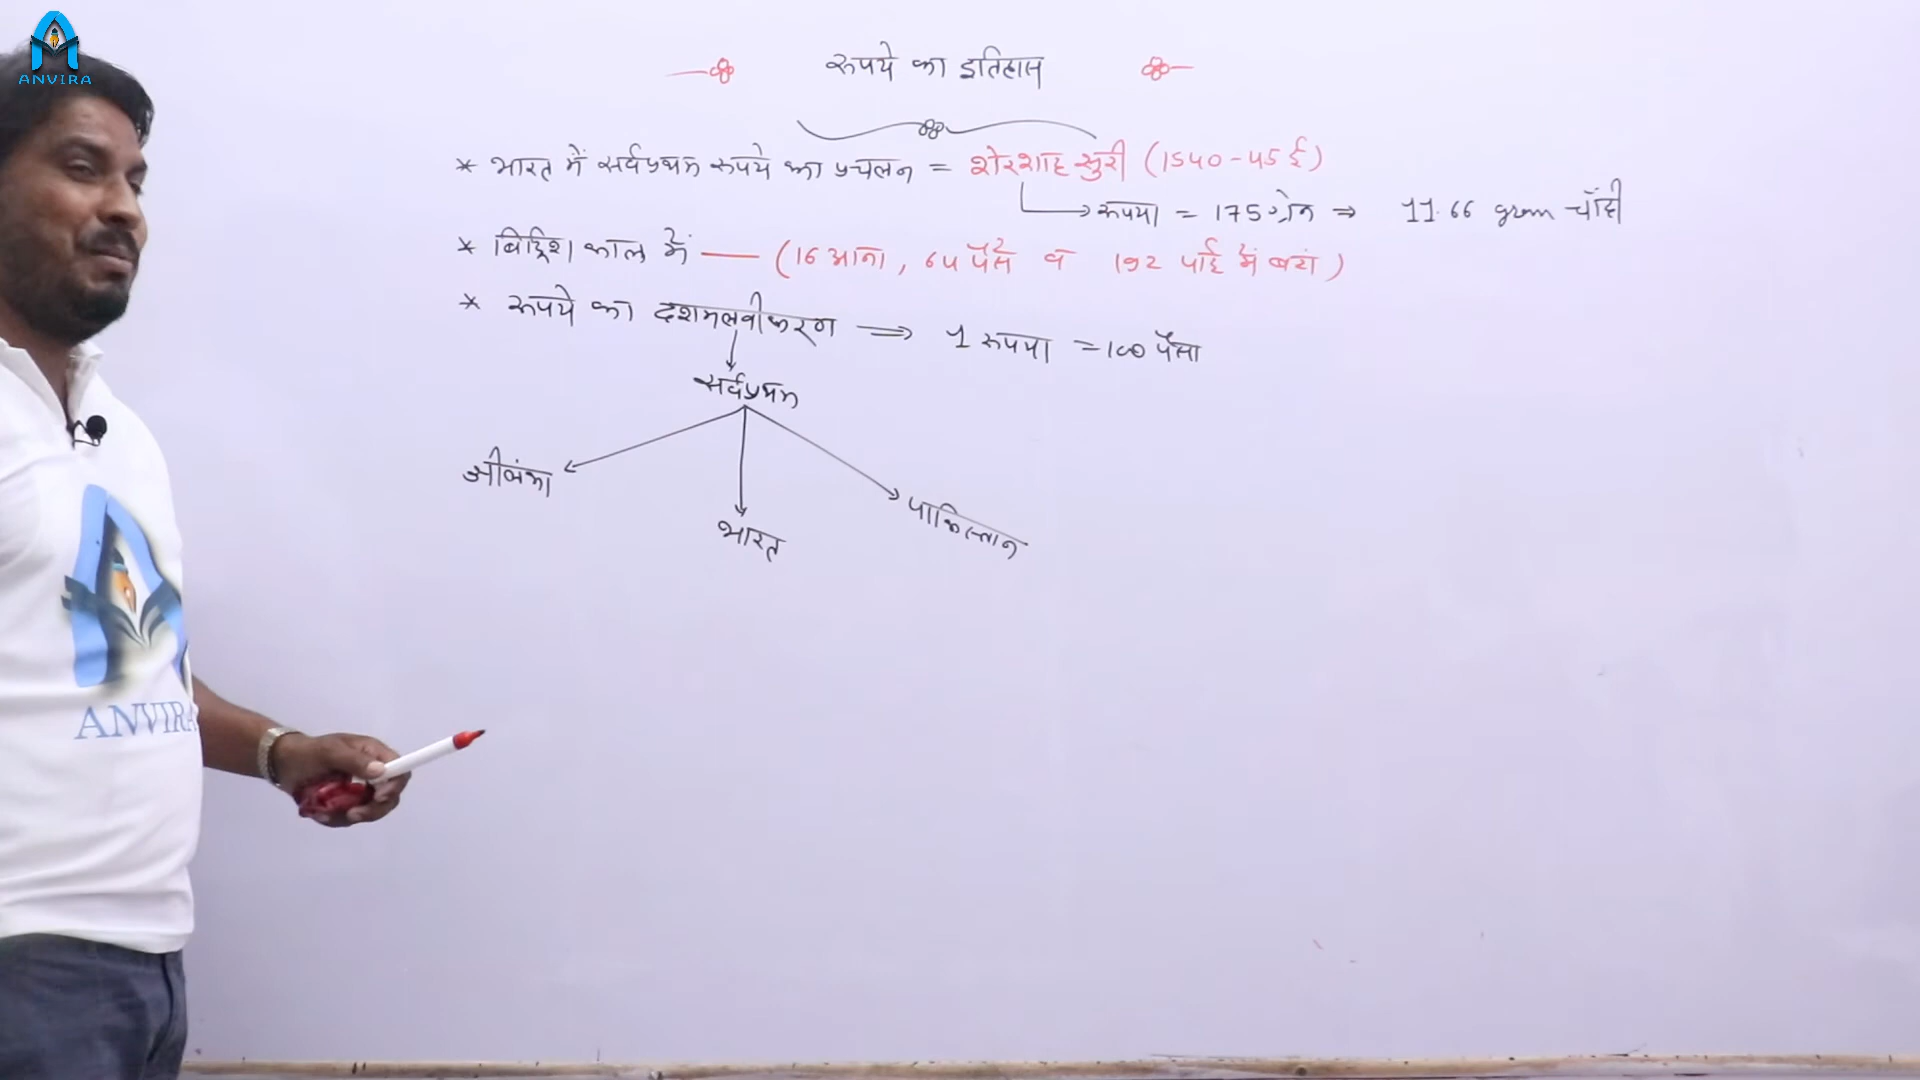 ANVIRA
रूपये का इतिहास
* भारत में सर्वप्रथम रूपये का प्रचलन = शेरशाह सुरी (1540-45 ई)
रूपया = 175 ग्रेन ⇒ 11.66 gram चाँदी
* ब्रिटिश काल में — (16 आना, 64 पैसे व 192 पाई में बटां)
* रूपये का दशमलवीकरण ⇒ 1 रूपया = 100 पैसा
सर्वप्रथम
श्रीलंका
भारत
पाकिस्तान
ANVIRA